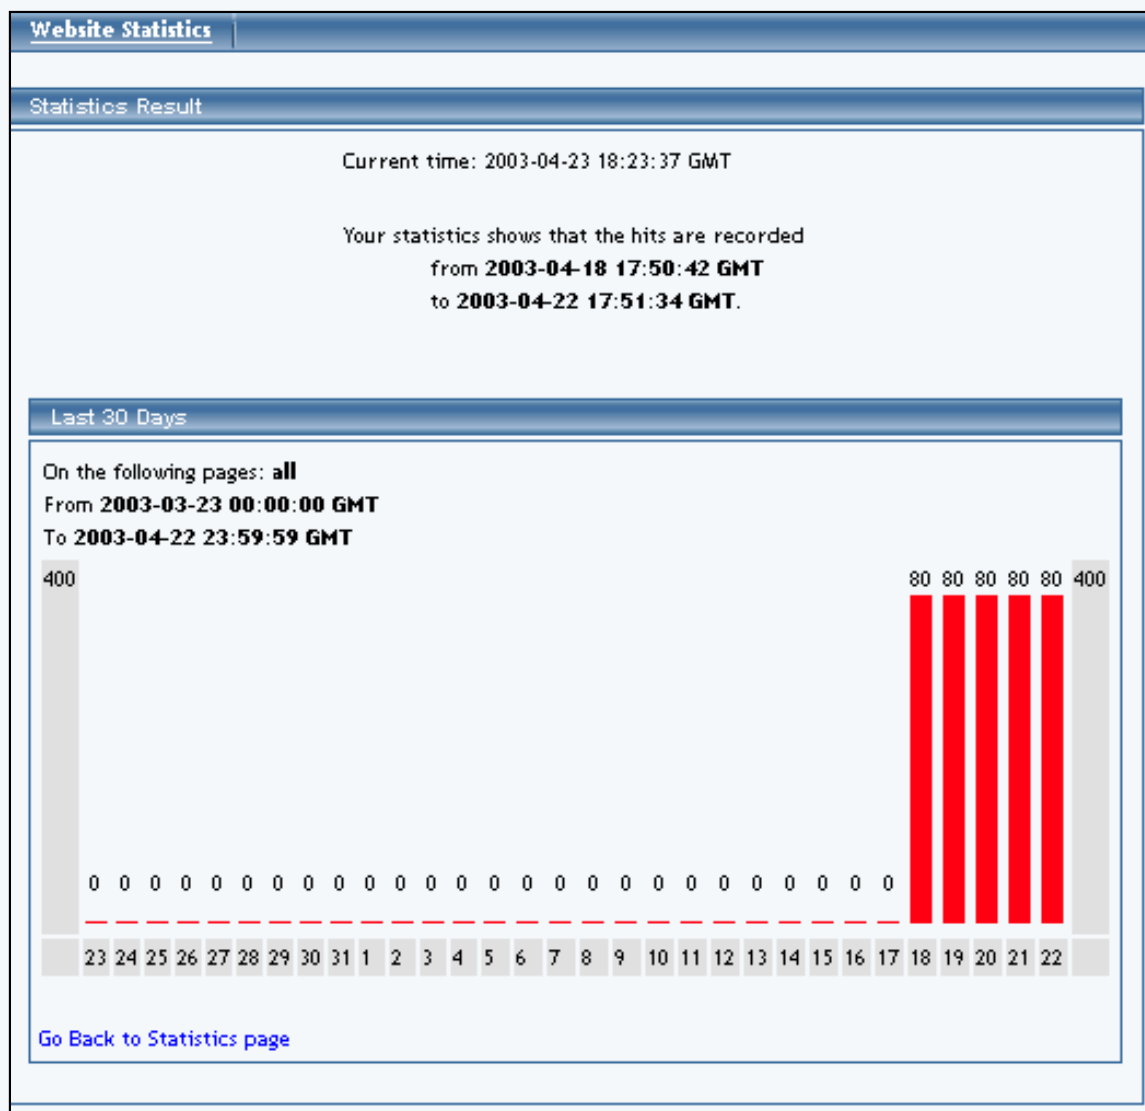 Website Statistics
Statistics Result
Current time: 2003-04-23 18:23:37 GMT
Your statistics shows that the hits are recorded
from 2003-04-18 17:50:42 GMT
to 2003-04-22 17:51:34 GMT.
Last 30 Days
On the following pages: all
From 2003-03-23 00:00:00 GMT
To 2003-04-22 23:59:59 GMT
400 80 80 80 80 80 400
0 0 0 0 0 0 0 0 0 0 0 0 0 0 0 0 0 0 0 0 0 0 0 0 0 0
23 24 25 26 27 28 29 30 31 1 2 3 4 5 6 7 8 9 10 11 12 13 14 15 16 17 18 19 20 21 22
Go Back to Statistics page